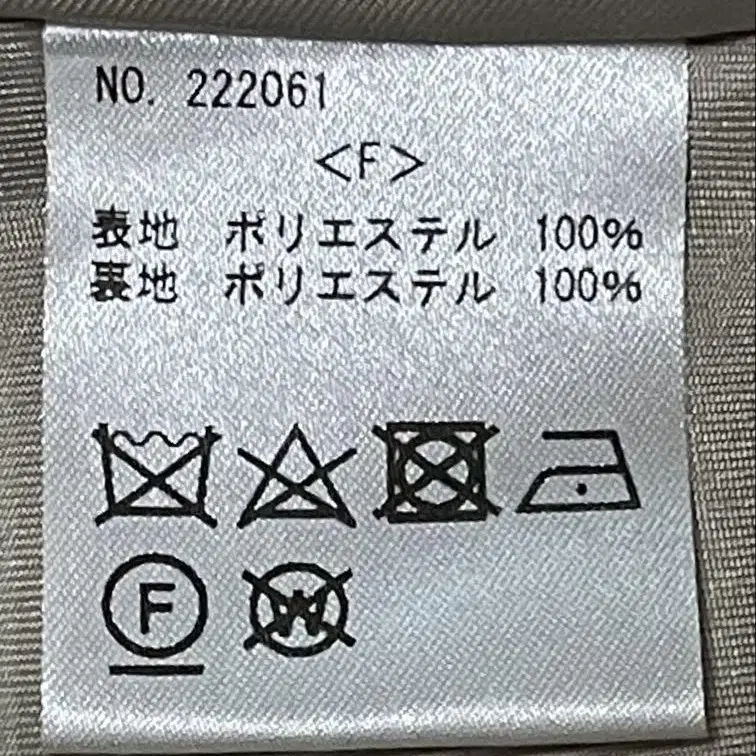 NO. 222061
<F>
表地 ポリエステル 100%
裏地 ポリエステル 100%
F W